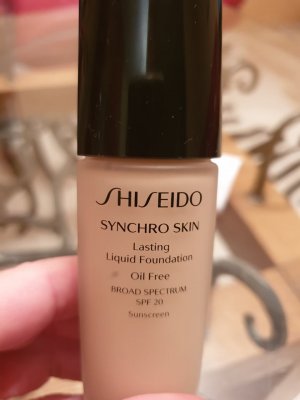 SHISEIDO
SYNCHRO SKIN
Lasting
Liquid Foundation
Oil Free
BROAD SPECTRUM
SPF 20
Sunscreen